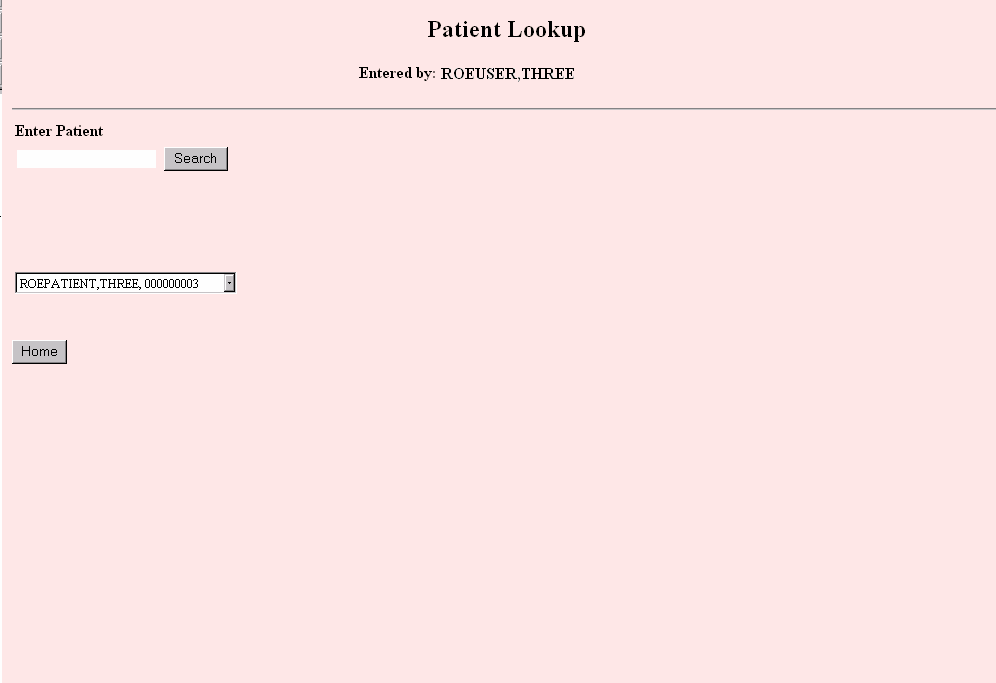 Patient Lookup
Entered by: ROEUSER,THREE
Enter Patient
Search
ROEPATIENT,THREE, 000000003
Home